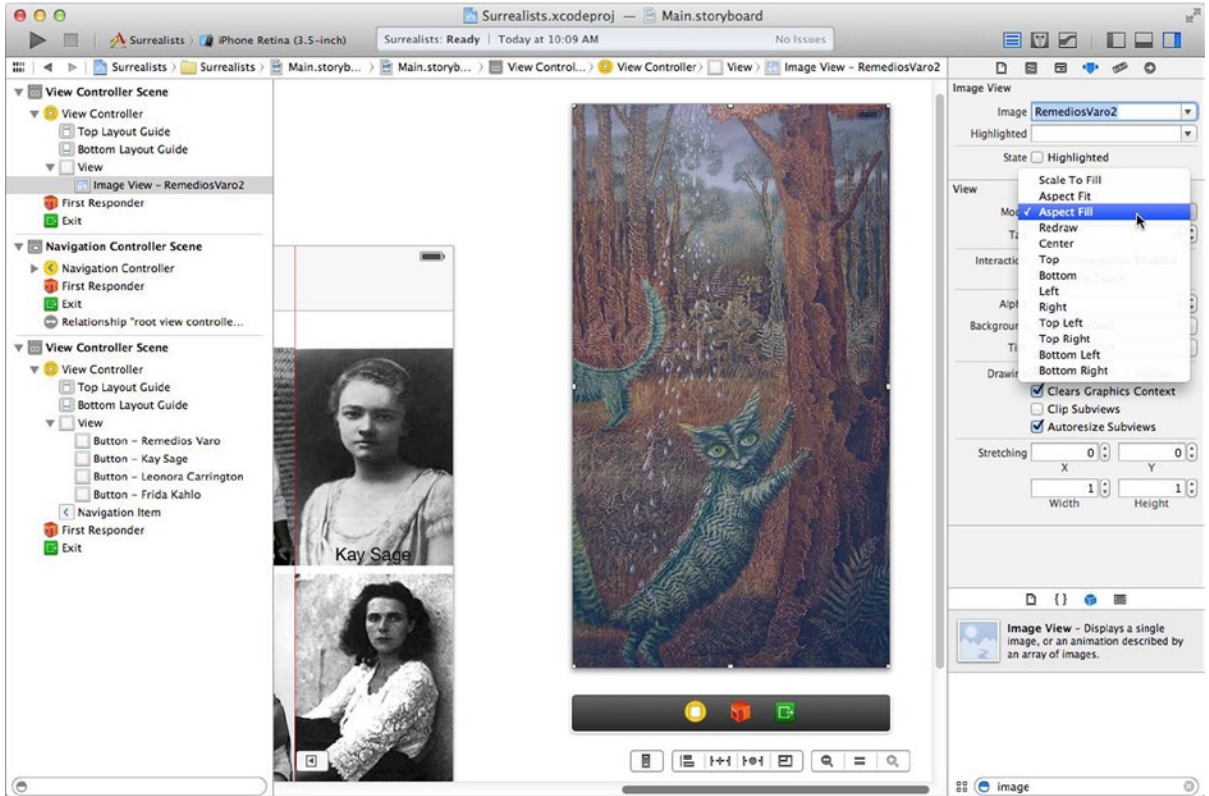 Surrealists.xcodeproj — Main.storyboard
Surrealists
iPhone Retina (3.5-inch)
Surrealists: Ready | Today at 10:09 AM
No Issues
Surrealists
Surrealists
Main.storyb...
Main.storyb...
View Control...
View Controller
View
Image View – RemediosVaro2
View Controller Scene
View Controller
Top Layout Guide
Bottom Layout Guide
View
Image View – RemediosVaro2
First Responder
Exit
Navigation Controller Scene
Navigation Controller
First Responder
Exit
Relationship "root view controlle...
View Controller Scene
View Controller
Top Layout Guide
Bottom Layout Guide
View
Button – Remedios Varo
Button – Kay Sage
Button – Leonora Carrington
Button – Frida Kahlo
Navigation Item
First Responder
Exit
Kay Sage
Image View
Image RemediosVaro2
Highlighted
State Highlighted
View
Scale To Fill
Aspect Fit
✓ Aspect Fill
Redraw
Center
Top
Bottom
Left
Right
Top Left
Top Right
Bottom Left
Bottom Right
Interaction
Clears Graphics Context
Clip Subviews
Autoresize Subviews
Stretching 0 0
X Y
1 1
Width Height
Image View – Displays a single
image, or an animation described by
an array of images.
image